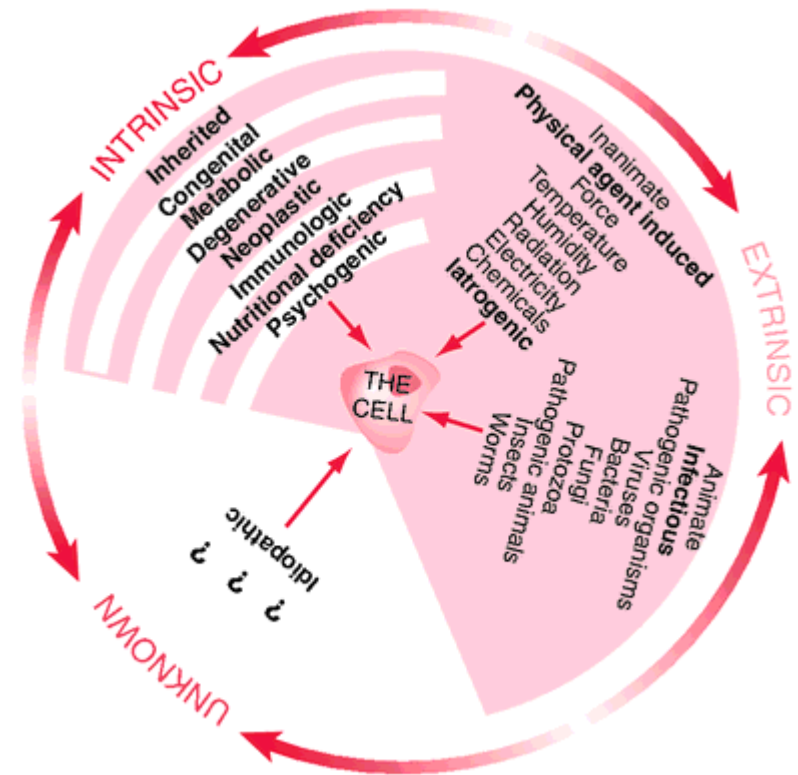 INTRINSIC
Inherited
Congenital
Metabolic
Degenerative
Neoplastic
Immunologic
Nutritional deficiency
Psychogenic
EXTRINSIC
Inanimate
Physical agent induced
Force
Temperature
Humidity
Radiation
Electricity
Chemicals
Iatrogenic
THE
CELL
Animate
Infectious
Pathogenic organisms
Viruses
Bacteria
Fungi
Protozoa
Pathogenic animals
Insects
Worms
UNKNOWN
Idiopathic
? ? ?